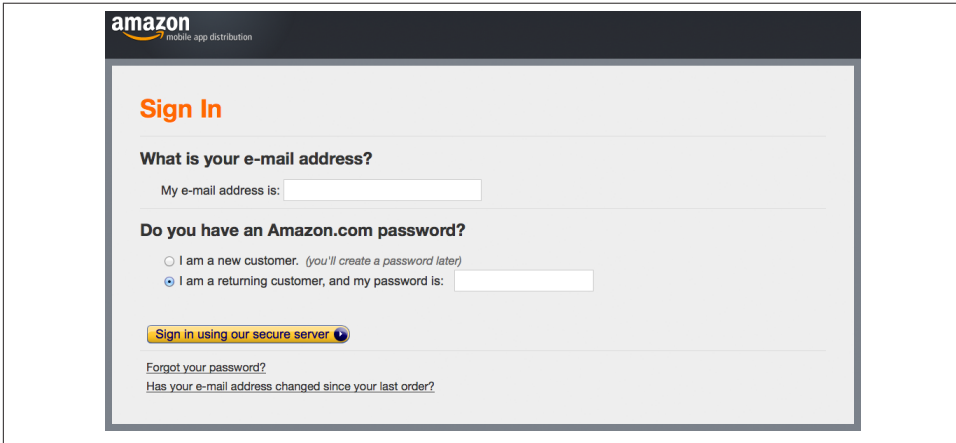 amazon
mobile app distribution
Sign In
What is your e-mail address?
My e-mail address is:
Do you have an Amazon.com password?
I am a new customer. (you'll create a password later)
I am a returning customer, and my password is:
Sign in using our secure server
Forgot your password?
Has your e-mail address changed since your last order?